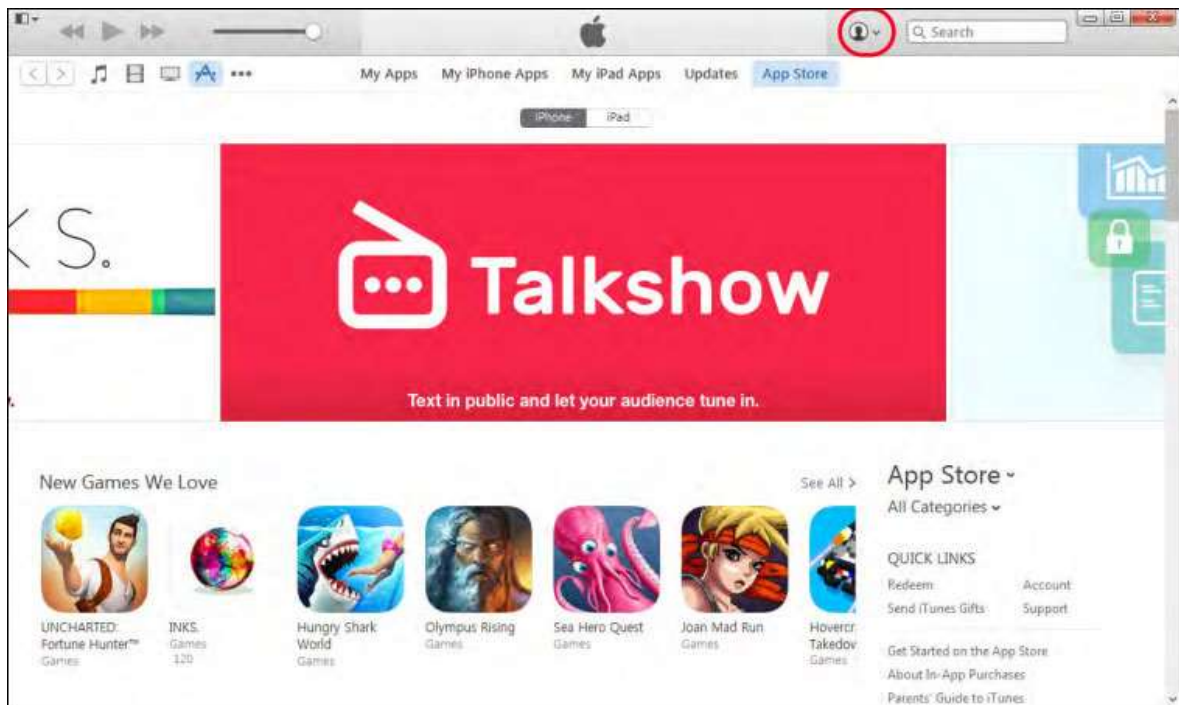 Search
My Apps My iPhone Apps My iPad Apps Updates App Store
iPhone iPad
KS.
Talkshow
Text in public and let your audience tune in.
New Games We Love
See All >
UNCHARTED:
Fortune Hunter™
Games
INKS.
Games
120
Hungry Shark
World
Games
Olympus Rising
Games
Sea Hero Quest
Games
Joan Mad Run
Games
Hovercr
Takedov
Games
App Store
All Categories
QUICK LINKS
Redeem Account
Send iTunes Gifts Support
Get Started on the App Store
About In-App Purchases
Parents' Guide to iTunes